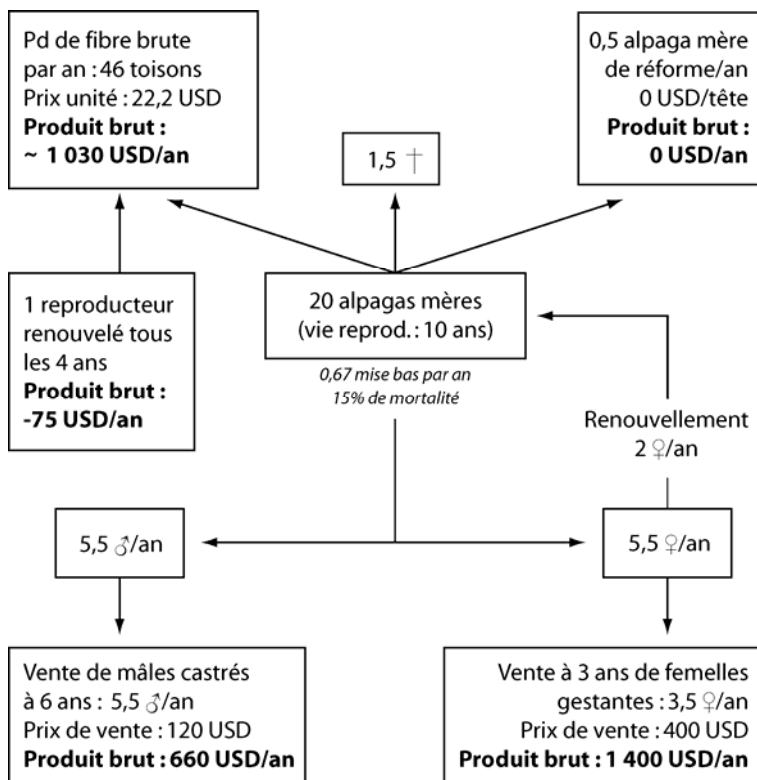 Pd de fibre brute
par an : 46 toisons
Prix unité : 22,2 USD
Produit brut :
~ 1 030 USD/an
0,5 alpaga mère
de réforme/an
0 USD/tête
Produit brut :
0 USD/an
1,5 †
1 reproducteur
renouvelé tous
les 4 ans
Produit brut :
-75 USD/an
20 alpagas mères
(vie reprod. : 10 ans)
0,67 mise bas par an
15% de mortalité
Renouvellement
2 ♀/an
5,5 ♂/an
5,5 ♀/an
Vente de mâles castrés
à 6 ans : 5,5 ♂/an
Prix de vente : 120 USD
Produit brut : 660 USD/an
Vente à 3 ans de femelles
gestantes : 3,5 ♀/an
Prix de vente : 400 USD
Produit brut : 1 400 USD/an